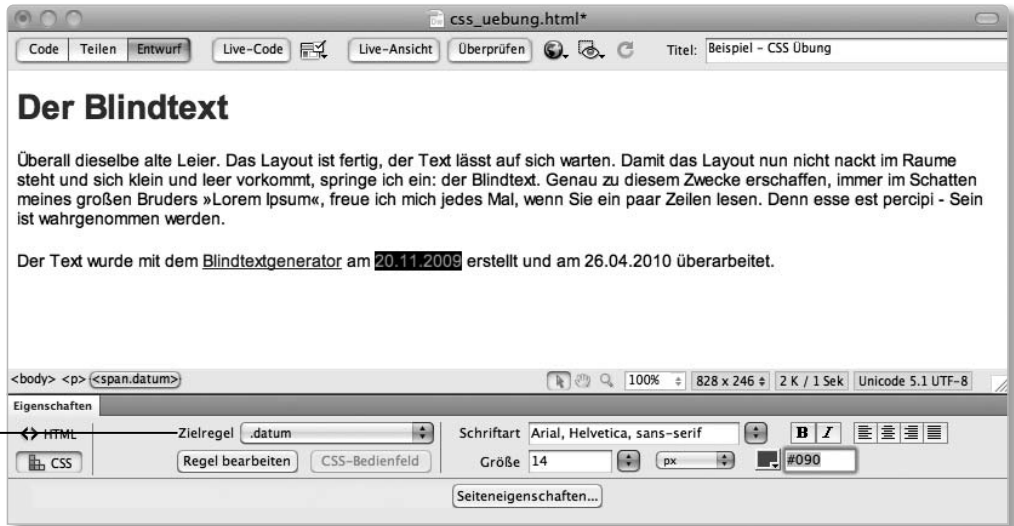 css_uebung.html*
Code Teilen Entwurf Live-Code Live-Ansicht Überprüfen Titel: Beispiel – CSS Übung
Der Blindtext
Überall dieselbe alte Leier. Das Layout ist fertig, der Text lässt auf sich warten. Damit das Layout nun nicht nackt im Raume
steht und sich klein und leer vorkommt, springe ich ein: der Blindtext. Genau zu diesem Zwecke erschaffen, immer im Schatten
meines großen Bruders »Lorem Ipsum«, freue ich mich jedes Mal, wenn Sie ein paar Zeilen lesen. Denn esse est percipi - Sein
ist wahrgenommen werden.
Der Text wurde mit dem Blindtextgenerator am 20.11.2009 erstellt und am 26.04.2010 überarbeitet.
<body> <p> <span.datum> 100% 828 x 246 2 K / 1 Sek Unicode 5.1 UTF-8
Eigenschaften
<> HTML Zielregel .datum Schriftart Arial, Helvetica, sans-serif B I
CSS Regel bearbeiten CSS-Bedienfeld Größe 14 px #090
Seiteneigenschaften...